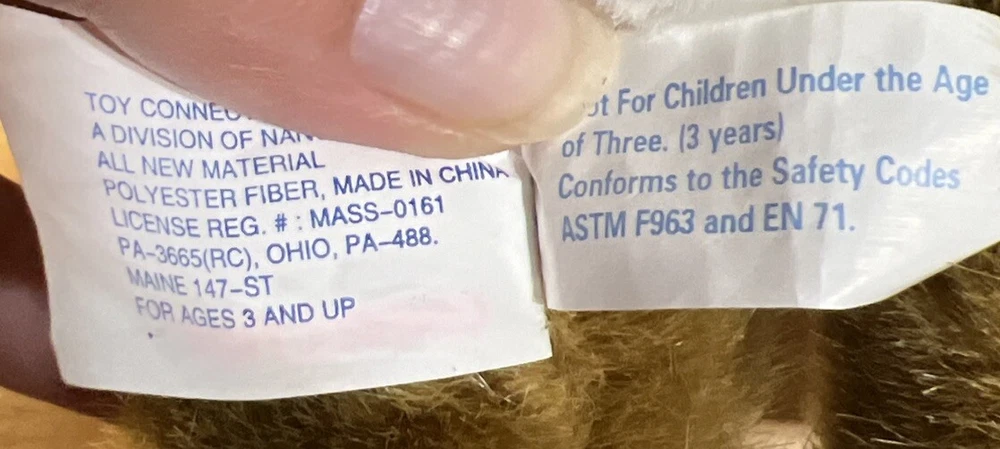 TOY
A DIVISION OF
ALL NEW MATERIAL
POLYESTER FIBER, MADE IN CHINA
LICENSE REG. # : MASS-0161
PA-3665(RC), OHIO, PA-488.
MAINE 147-ST
FOR AGES 3 AND UP
For Children Under the Age
of Three. (3 years)
Conforms to the Safety Codes
ASTM F963 and EN 71.